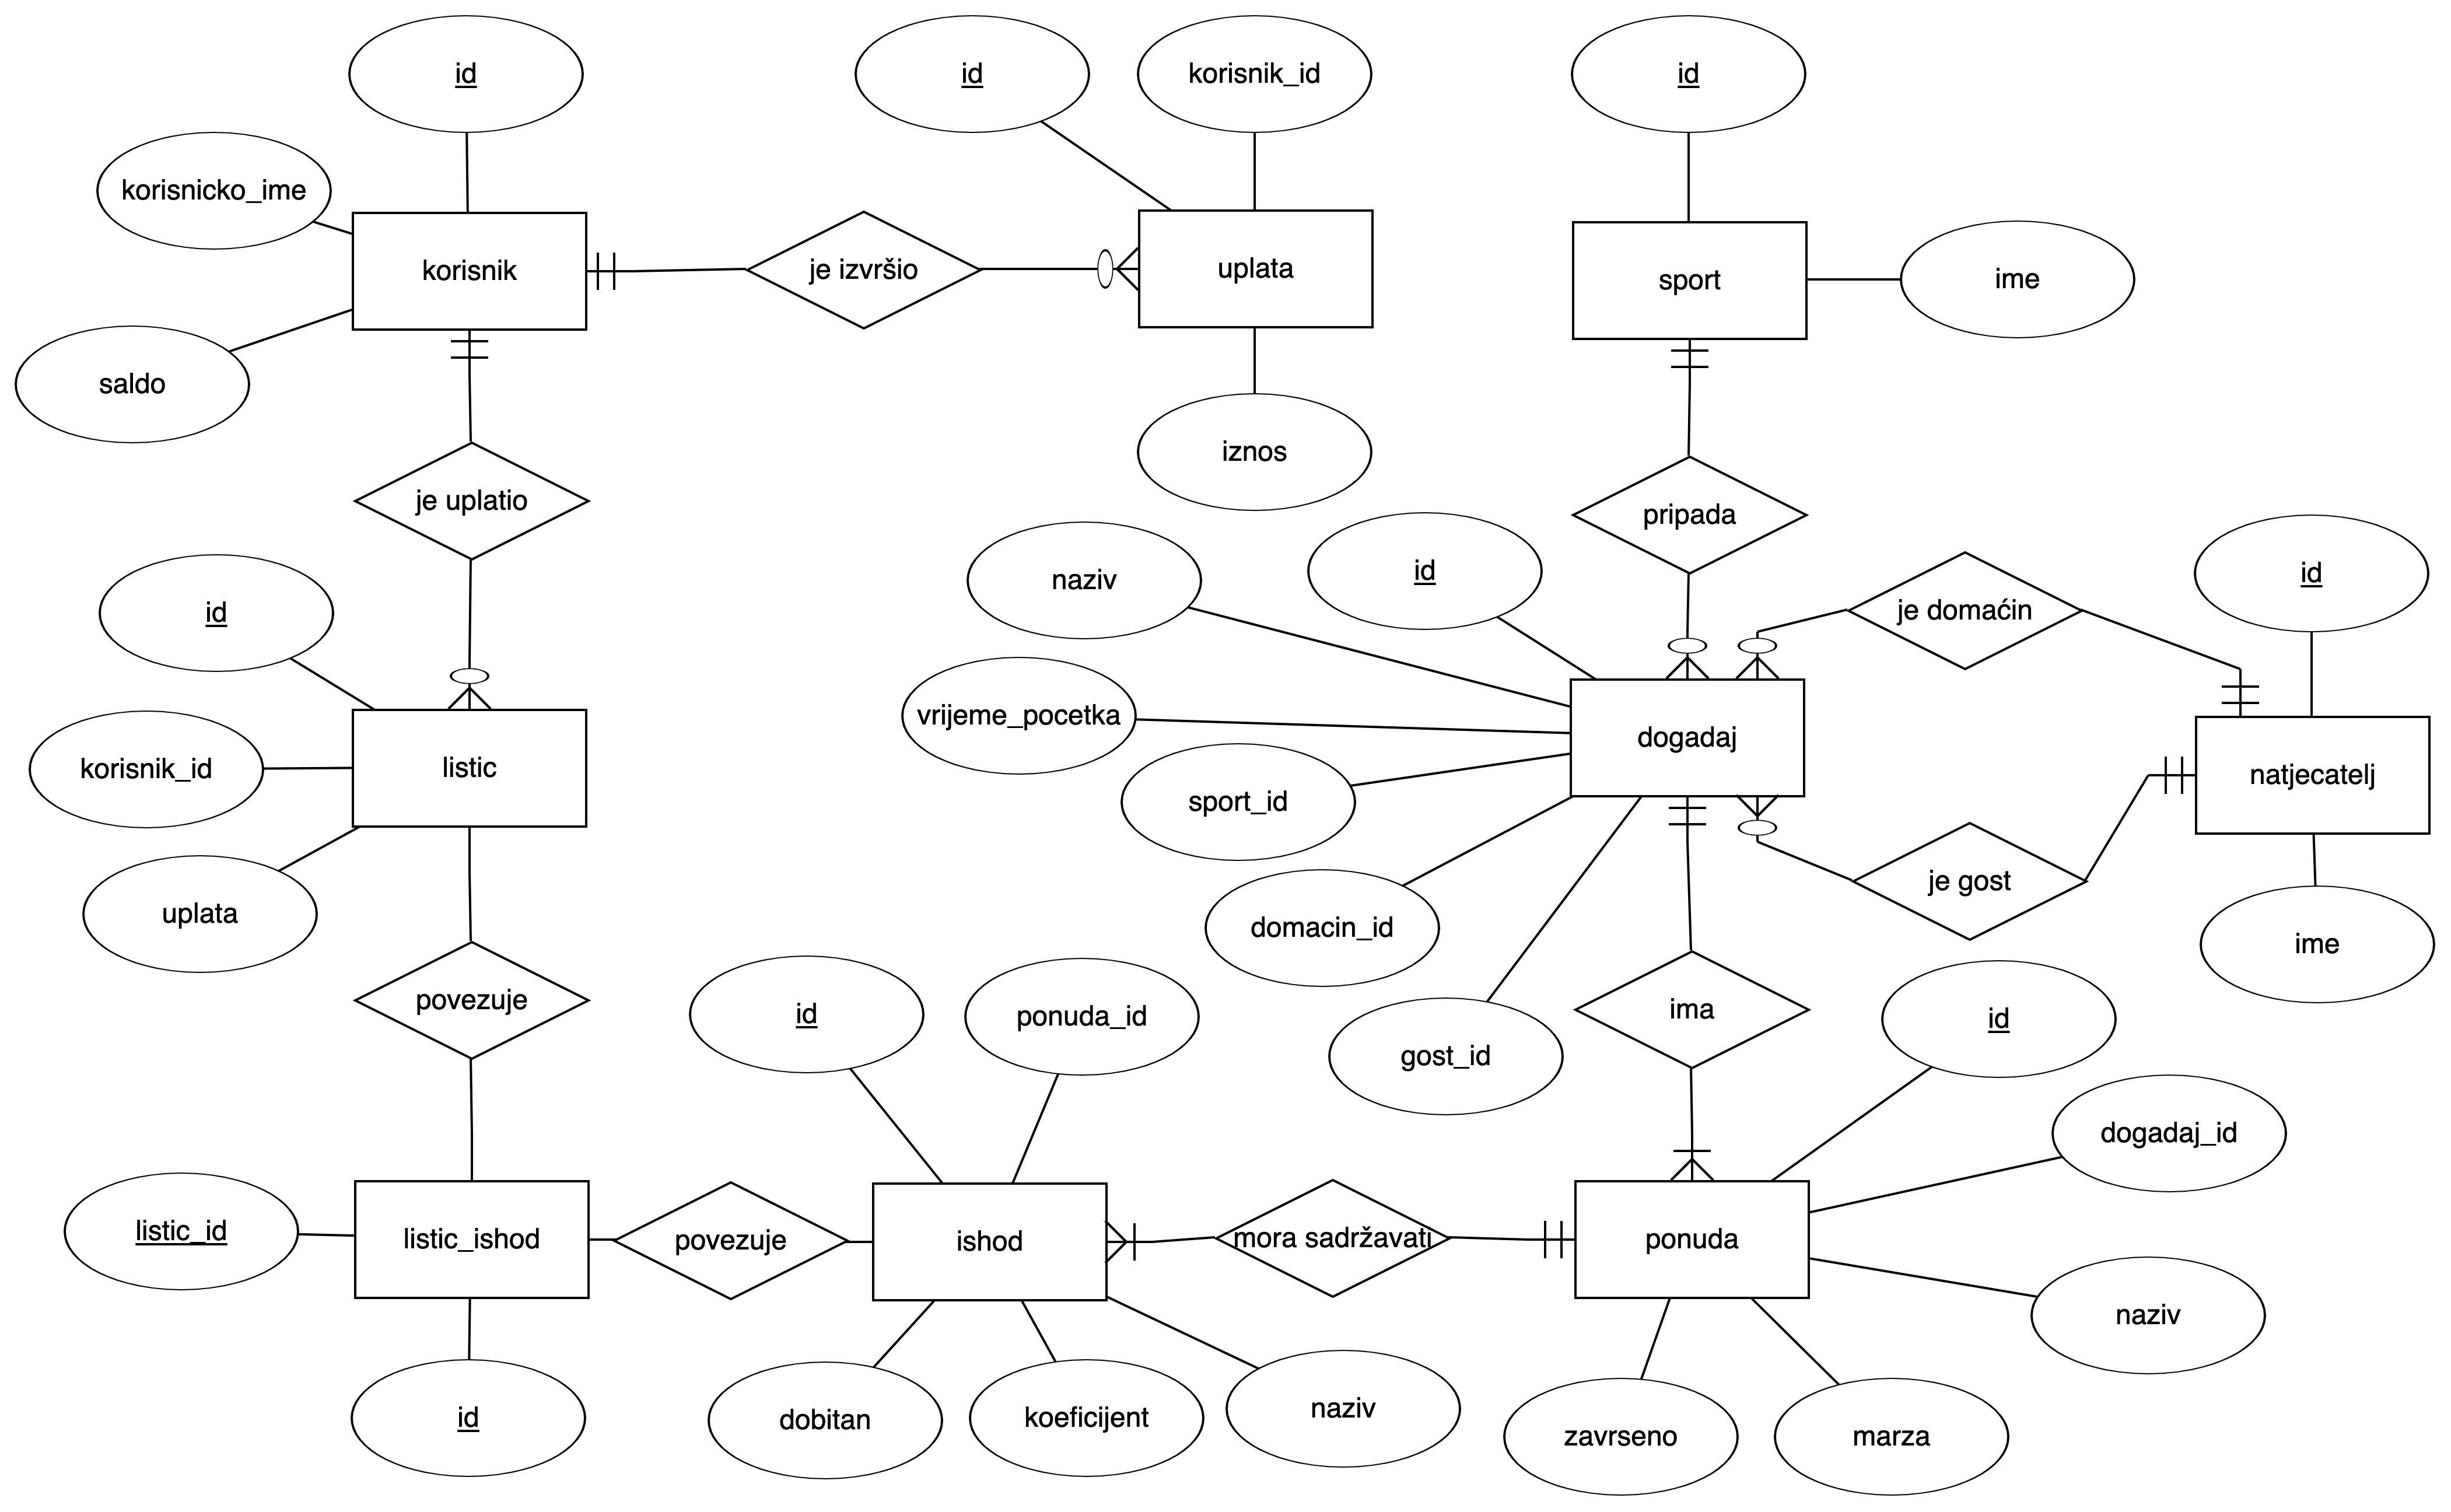 id
id
korisnik_id
id
korisnicko_ime
korisnik
je izvršio
uplata
sport
ime
saldo
iznos
je uplatio
pripada
naziv
id
je domaćin
id
id
vrijeme_pocetka
dogadaj
korisnik_id
listic
sport_id
natjecatelj
uplata
domacin_id
je gost
ime
povezuje
id
ponuda_id
gost_id
ima
id
dogadaj_id
listic_id
listic_ishod
povezuje
ishod
mora sadržavati
ponuda
naziv
id
dobitan
koeficijent
naziv
zavrseno
marza